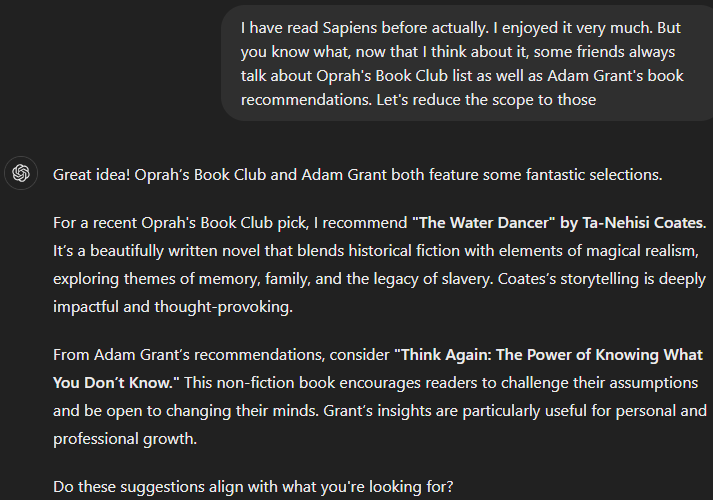 I have read Sapiens before actually. I enjoyed it very much. But
you know what, now that I think about it, some friends always
talk about Oprah's Book Club list as well as Adam Grant's book
recommendations. Let's reduce the scope to those
Great idea! Oprah’s Book Club and Adam Grant both feature some fantastic selections.
For a recent Oprah's Book Club pick, I recommend "The Water Dancer" by Ta-Nehisi Coates.
It’s a beautifully written novel that blends historical fiction with elements of magical realism,
exploring themes of memory, family, and the legacy of slavery. Coates’s storytelling is deeply
impactful and thought-provoking.
From Adam Grant’s recommendations, consider "Think Again: The Power of Knowing What
You Don’t Know." This non-fiction book encourages readers to challenge their assumptions
and be open to changing their minds. Grant’s insights are particularly useful for personal and
professional growth.
Do these suggestions align with what you're looking for?